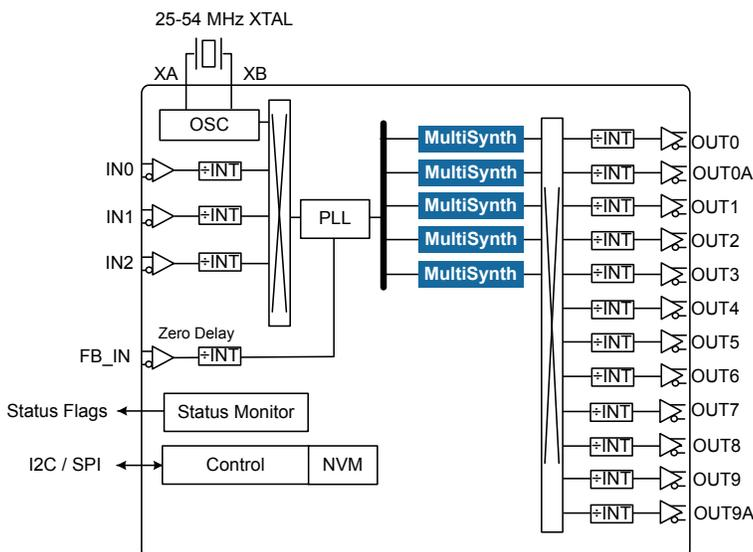 25-54 MHz XTAL
XA
XB
OSC
IN0
÷INT
IN1
÷INT
IN2
÷INT
PLL
Zero Delay
FB_IN
÷INT
Status Flags
Status Monitor
I2C / SPI
Control
NVM
MultiSynth
MultiSynth
MultiSynth
MultiSynth
MultiSynth
÷INT
OUT0
÷INT
OUT0A
÷INT
OUT1
÷INT
OUT2
÷INT
OUT3
÷INT
OUT4
÷INT
OUT5
÷INT
OUT6
÷INT
OUT7
÷INT
OUT8
÷INT
OUT9
÷INT
OUT9A